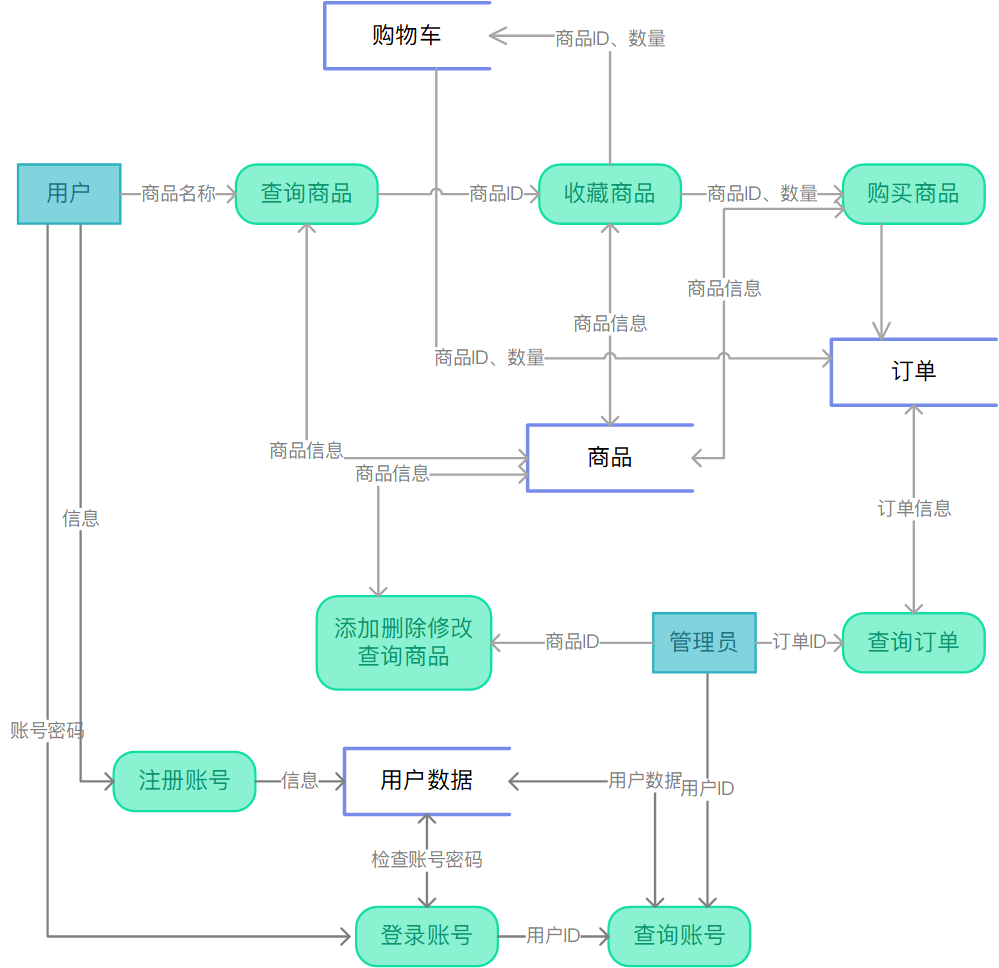 购物车
商品ID、数量
用户
商品名称
查询商品
商品ID
收藏商品
商品ID、数量
购买商品
商品信息
商品信息
商品ID、数量
订单
商品信息
商品信息
商品
信息
订单信息
添加删除修改
查询商品
商品ID
管理员
订单ID
查询订单
账号密码
注册账号
信息
用户数据
用户数据
用户ID
检查账号密码
登录账号
用户ID
查询账号